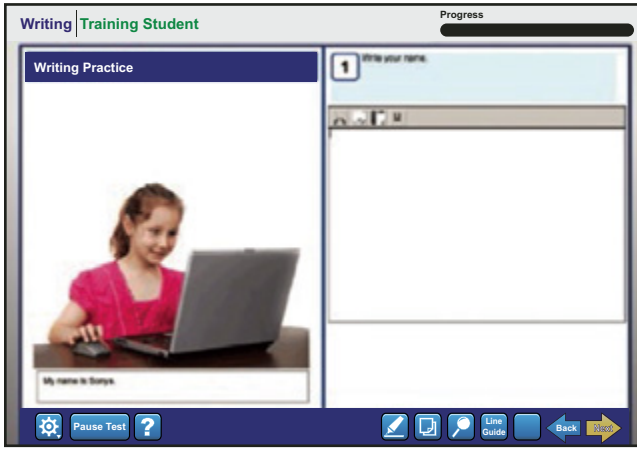 Writing Training Student
Progress
Writing Practice
1 Write your name.
My name is Sonya.
Pause Test
?
Line
Guide
Back
Next